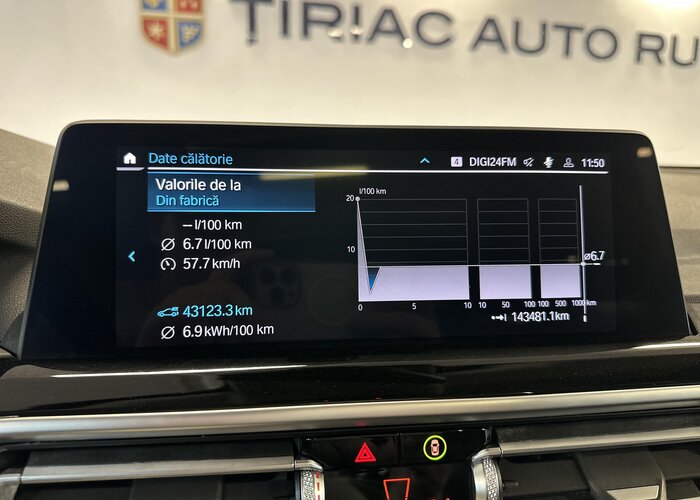 ȚIRIAC AUTO RU
Date călătorie
4 DIGI24FM 11:50
Valorile de la
Din fabrică
-- l/100 km
Ø 6.7 l/100 km
57.7 km/h
43123.3 km
Ø 6.9 kWh/100 km
l/100 km
20
10
Ø6.7
0 5 10 10 50 100 100 500 1000 km
143481.1 km